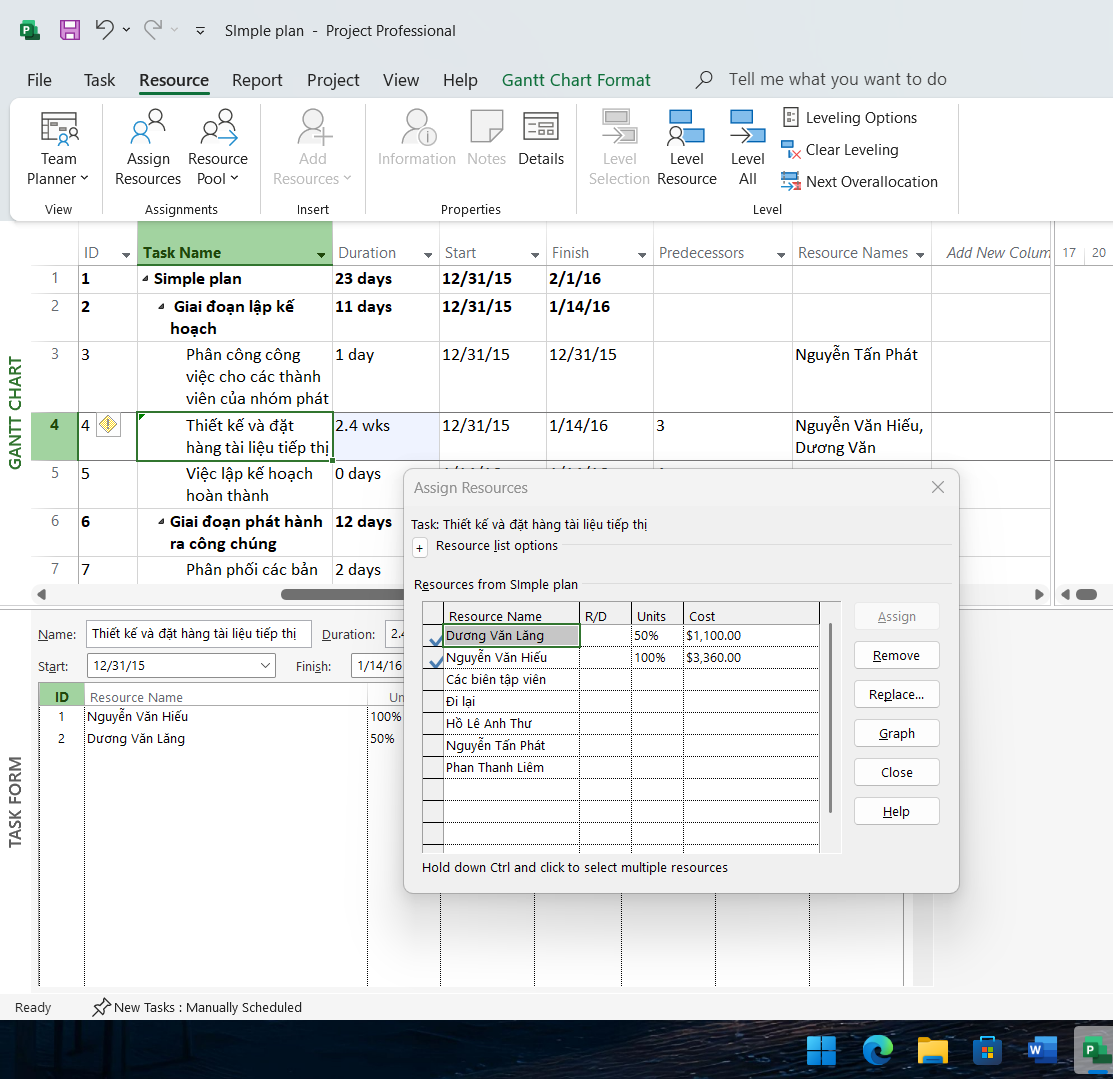 SImple plan - Project Professional
File Task Resource Report Project View Help Gantt Chart Format Tell me what you want to do
Team Planner
Assign Resources
Resource Pool
View
Assignments
Add Resources
Insert
Information
Notes
Details
Properties
Level Selection
Level Resource
Level All
Leveling Options
Clear Leveling
Next Overallocation
Level
GANTT CHART
ID Task Name Duration Start Finish Predecessors Resource Names Add New Colum 17 20
1 1 Simple plan 23 days 12/31/15 2/1/16
2 2 Giai đoạn lập kế 11 days 12/31/15 1/14/16
hoạch
3 3 Phân công công 1 day 12/31/15 12/31/15 Nguyễn Tấn Phát
việc cho các thành
viên của nhóm phát
4 4 Thiết kế và đặt 2.4 wks 12/31/15 1/14/16 3 Nguyễn Văn Hiếu,
hàng tài liệu tiếp thị Dương Văn
5 5 Việc lập kế hoạch 0 days
hoàn thành
6 6 Giai đoạn phát hành 12 days
ra công chúng
7 7 Phân phối các bản 2 days
Assign Resources
Task: Thiết kế và đặt hàng tài liệu tiếp thị
+ Resource list options
Resources from SImple plan
Resource Name R/D Units Cost
Dương Văn Lăng 50% $1,100.00
Nguyễn Văn Hiếu 100% $3,360.00
Các biên tập viên
Đi lại
Hồ Lê Anh Thư
Nguyễn Tấn Phát
Phan Thanh Liêm
Assign
Remove
Replace...
Graph
Close
Help
Hold down Ctrl and click to select multiple resources
TASK FORM
Name: Thiết kế và đặt hàng tài liệu tiếp thị Duration: 2.4
Start: 12/31/15 Finish: 1/14/16
ID Resource Name Un
1 Nguyễn Văn Hiếu 100%
2 Dương Văn Lăng 50%
Ready New Tasks : Manually Scheduled